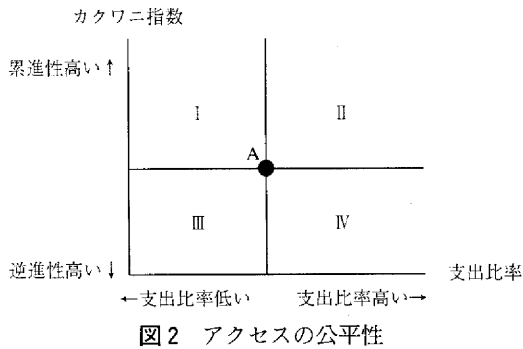 カクワニ指数
累進性高い↑
Ⅰ
Ⅱ
A
Ⅲ
Ⅳ
逆進性高い↓
支出比率
←支出比率低い
支出比率高い→
図2 アクセスの公平性